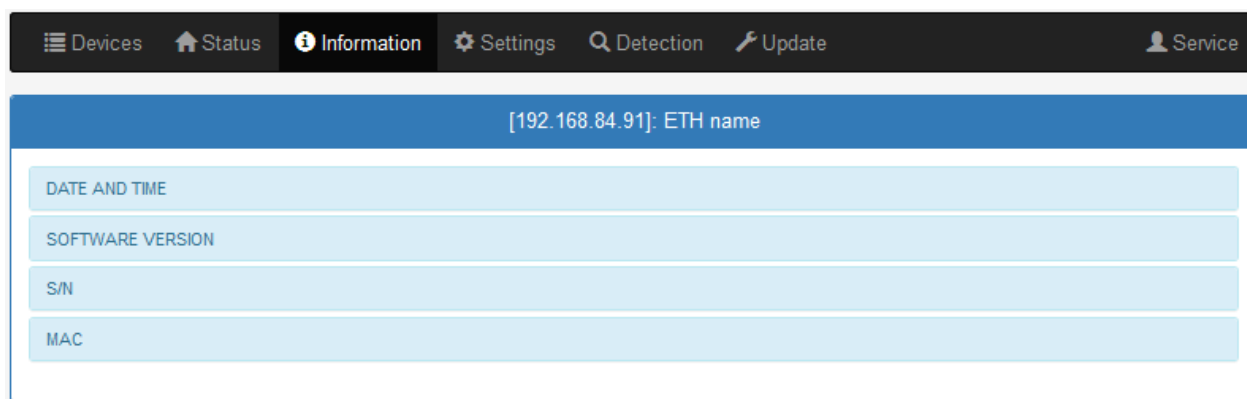 Devices Status Information Settings Detection Update Service
[192.168.84.91]: ETH name
DATE AND TIME
SOFTWARE VERSION
S/N
MAC